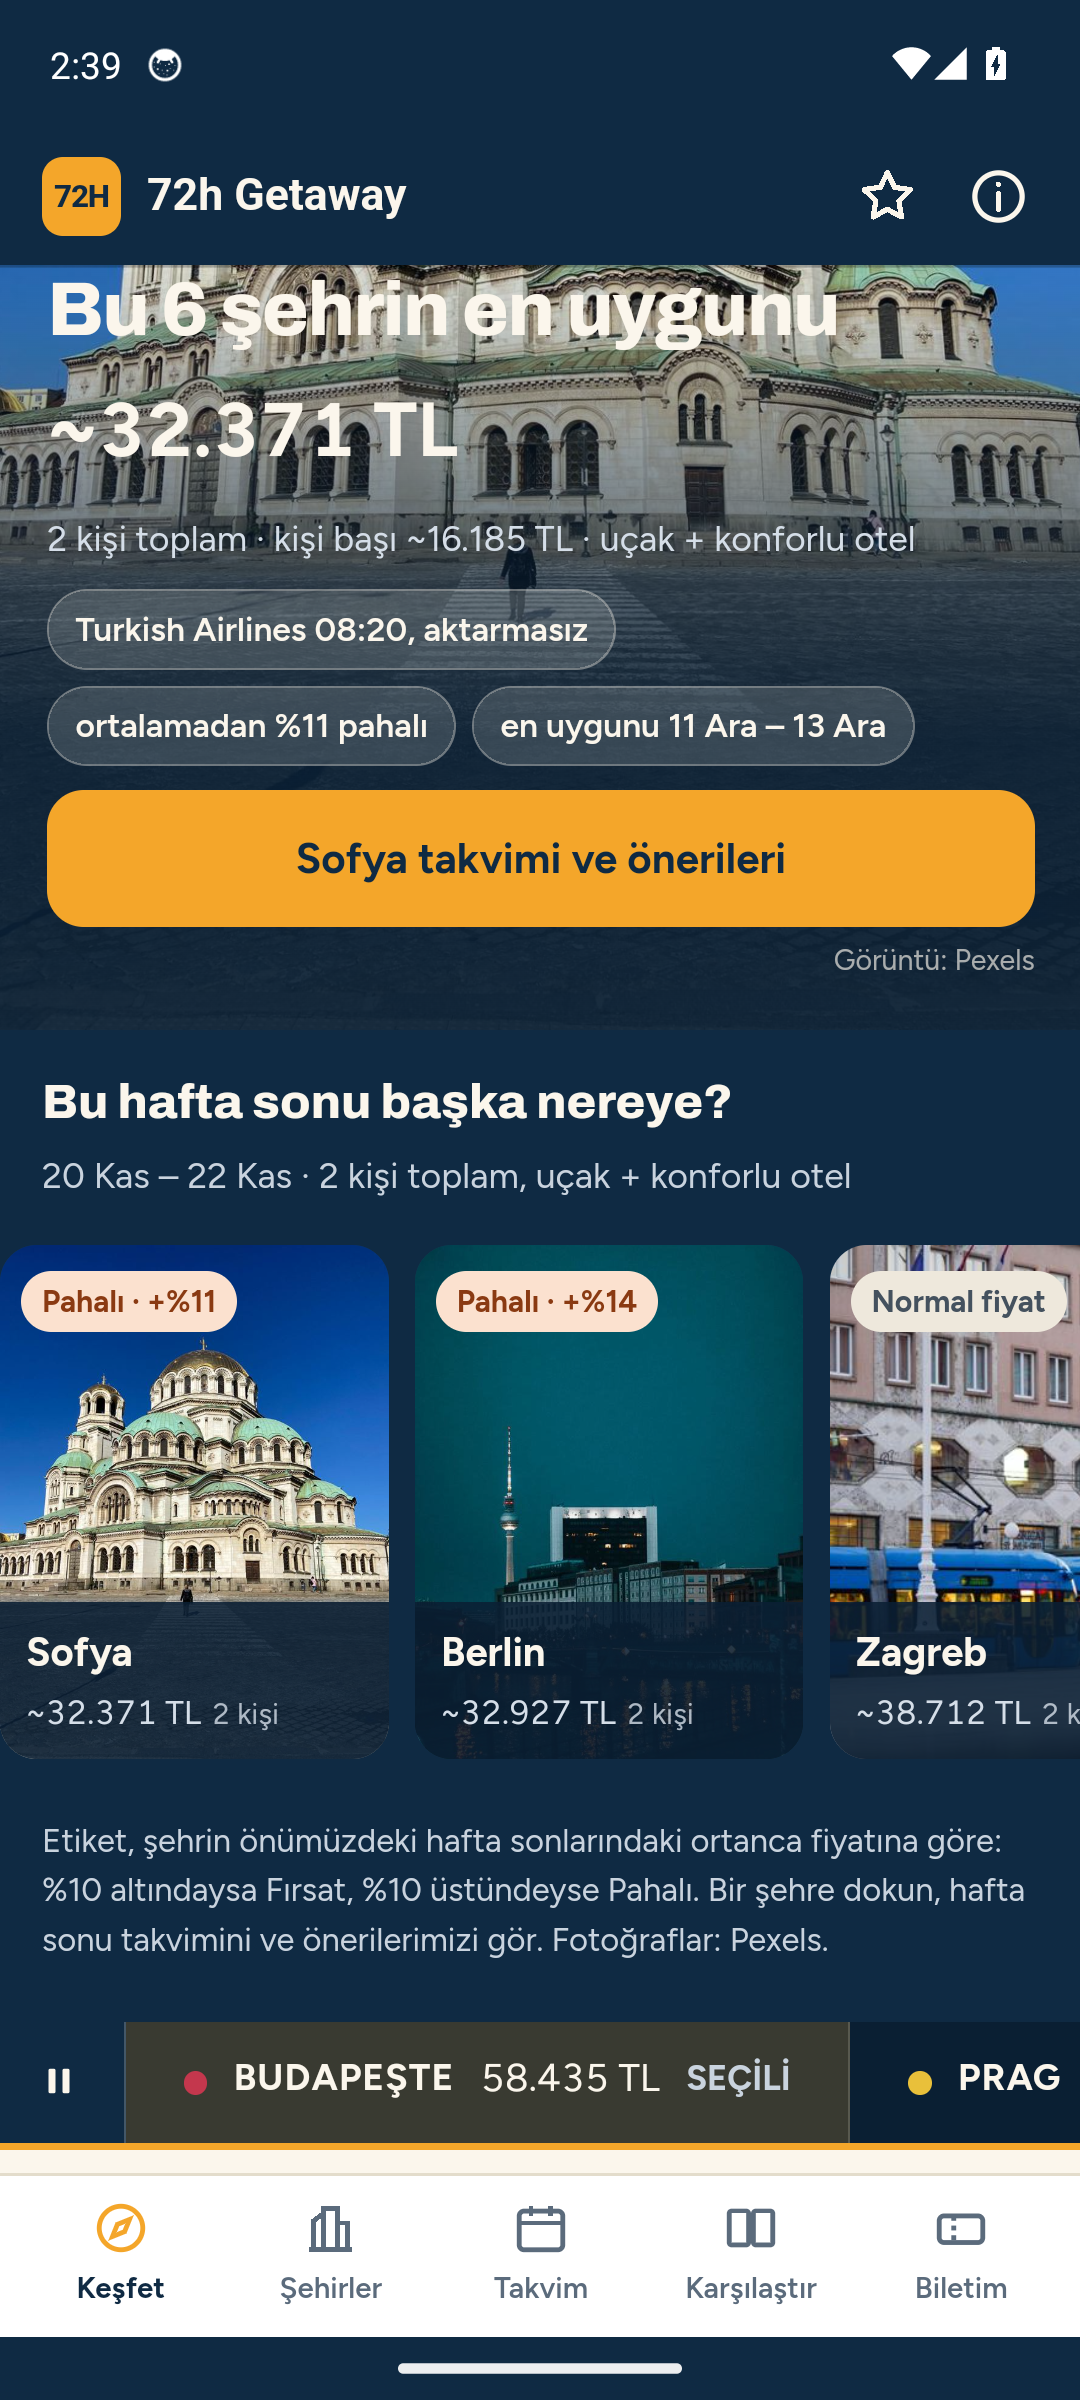 2:39
72H 72h Getaway
Bu 6 şehrin en uygunu
~32.371 TL
2 kişi toplam · kişi başı ~16.185 TL · uçak + konforlu otel
Turkish Airlines 08:20, aktarmasız
ortalamadan %11 pahalı
en uygunu 11 Ara – 13 Ara
Sofya takvimi ve önerileri
Görüntü: Pexels
Bu hafta sonu başka nereye?
20 Kas – 22 Kas · 2 kişi toplam, uçak + konforlu otel
Pahalı · +%11
Sofya
~32.371 TL 2 kişi
Pahalı · +%14
Berlin
~32.927 TL 2 kişi
Normal fiyat
Zagreb
~38.712 TL 2 k
Etiket, şehrin önümüzdeki hafta sonlarındaki ortanca fiyatına göre:
%10 altındaysa Fırsat, %10 üstündeyse Pahalı. Bir şehre dokun, hafta
sonu takvimini ve önerilerimizi gör. Fotoğraflar: Pexels.
BUDAPEŞTE 58.435 TL SEÇİLİ
PRAG
Keşfet
Şehirler
Takvim
Karşılaştır
Biletim